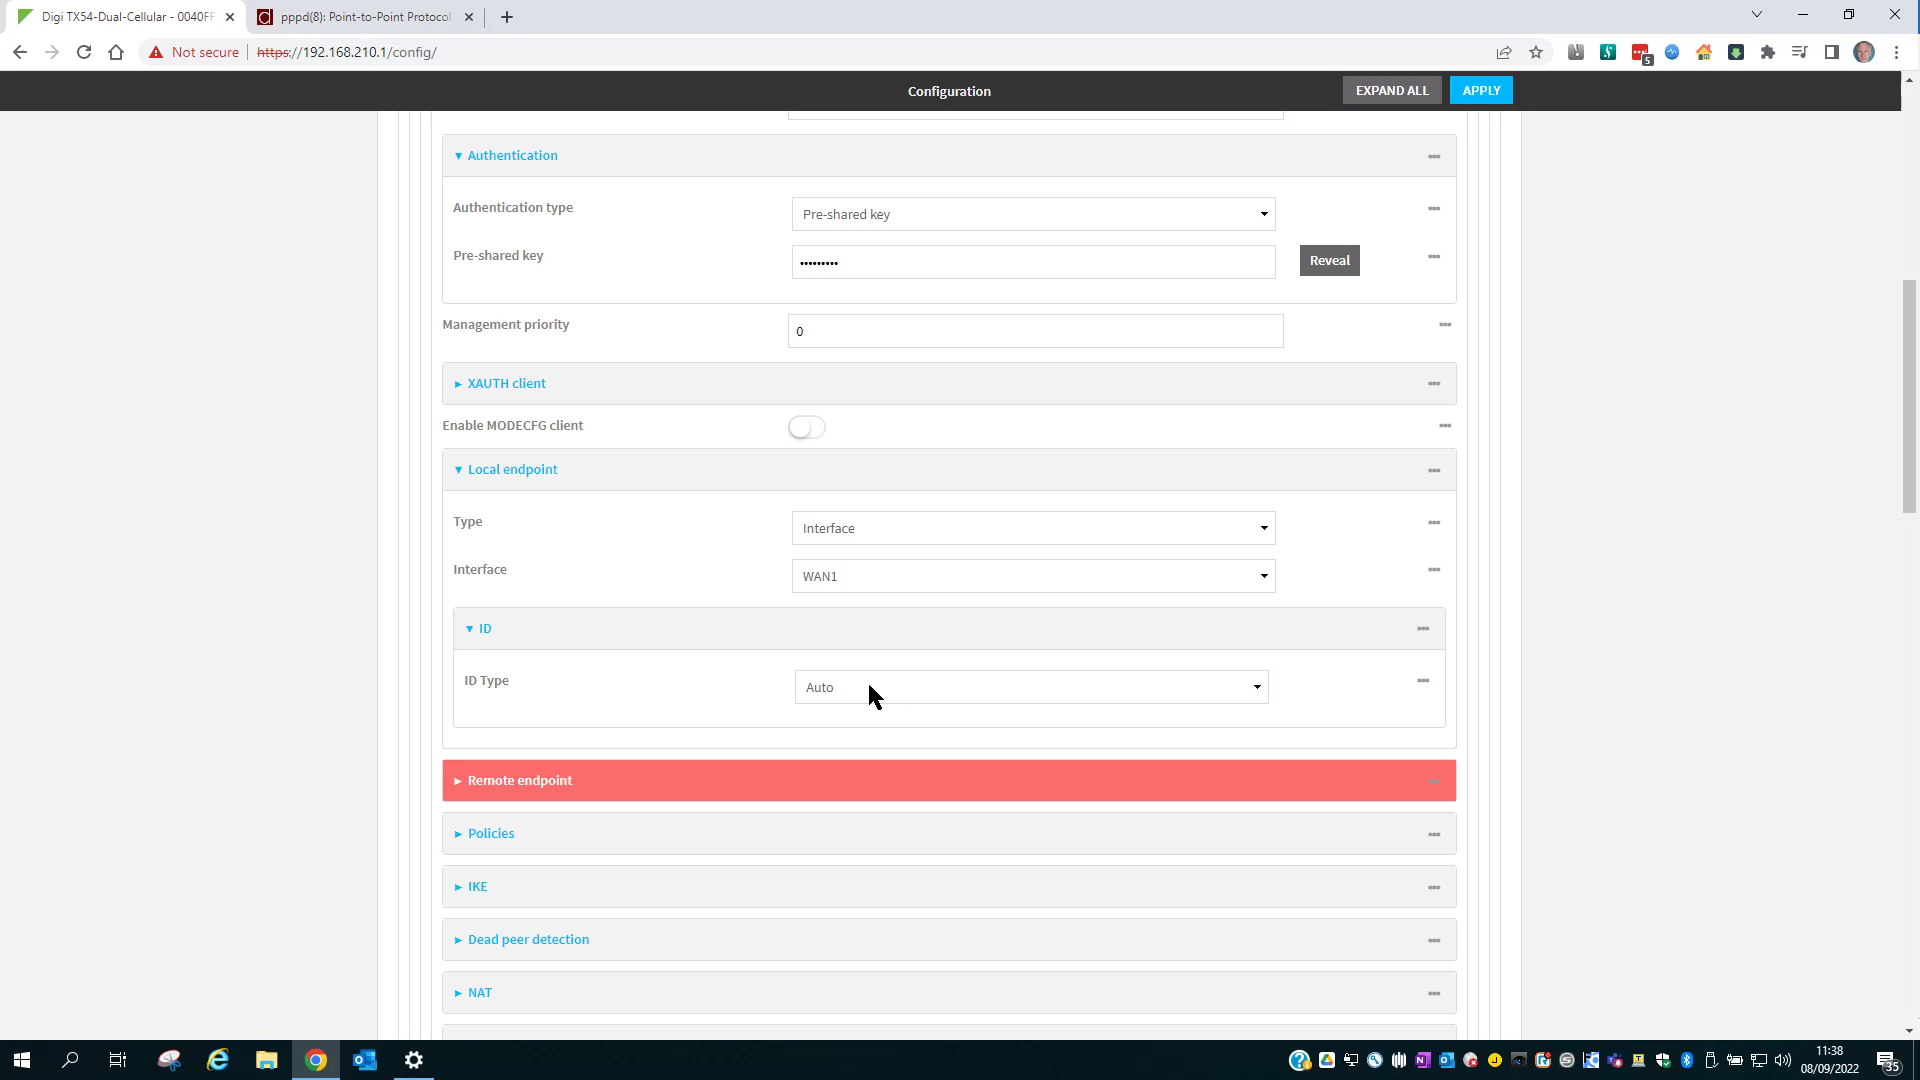 Digi TX54-Dual-Cellular - 0040FF
pppd(8): Point-to-Point Protocol
Not secure
https://192.168.210.1/config/
5
Configuration
EXPAND ALL
APPLY
Authentication
Authentication type
Pre-shared key
Pre-shared key
•••••••••
Reveal
Management priority
0
XAUTH client
Enable MODECFG client
Local endpoint
Type
Interface
Interface
WAN1
ID
ID Type
Auto
Remote endpoint
Policies
IKE
Dead peer detection
NAT
11:38
08/09/2022
35